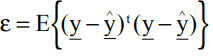 ε = E{(y − ŷ)ᵗ(y − ŷ)}